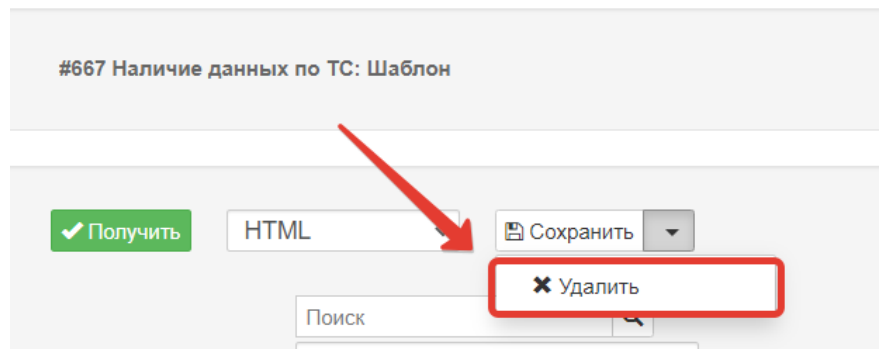 #667 Наличие данных по ТС: Шаблон
Получить
HTML
Сохранить
Удалить
Поиск